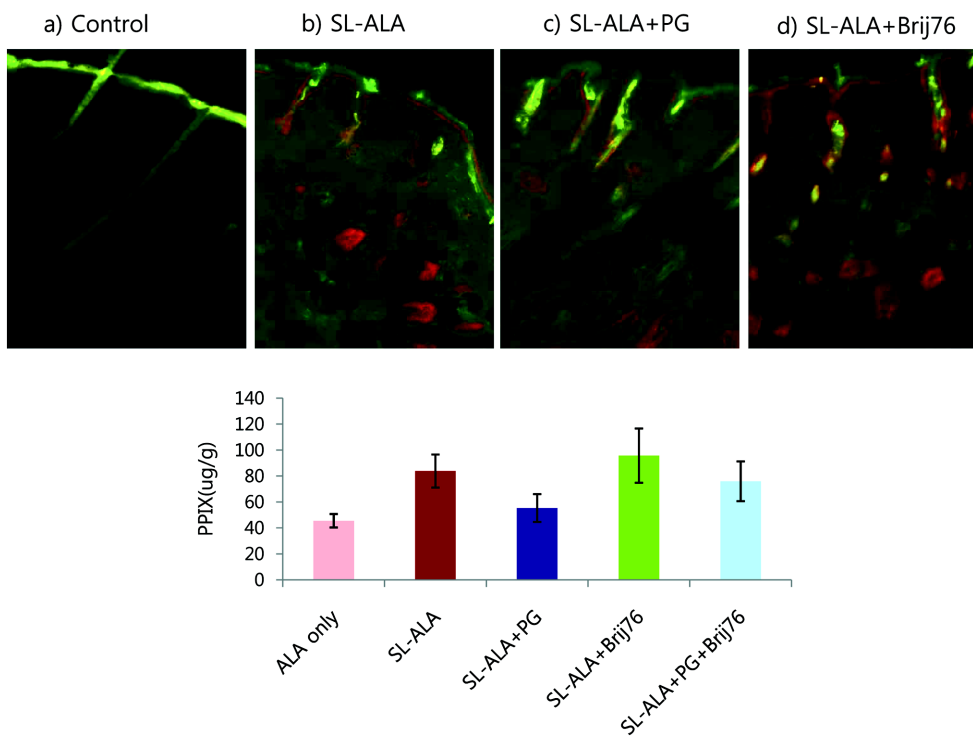 a) Control
b) SL-ALA
c) SL-ALA+PG
d) SL-ALA+Brij76
PPIX(ug/g)
140
120
100
80
60
40
20
0
ALA only
SL-ALA
SL-ALA+PG
SL-ALA+Brij76
SL-ALA+PG+Brij76